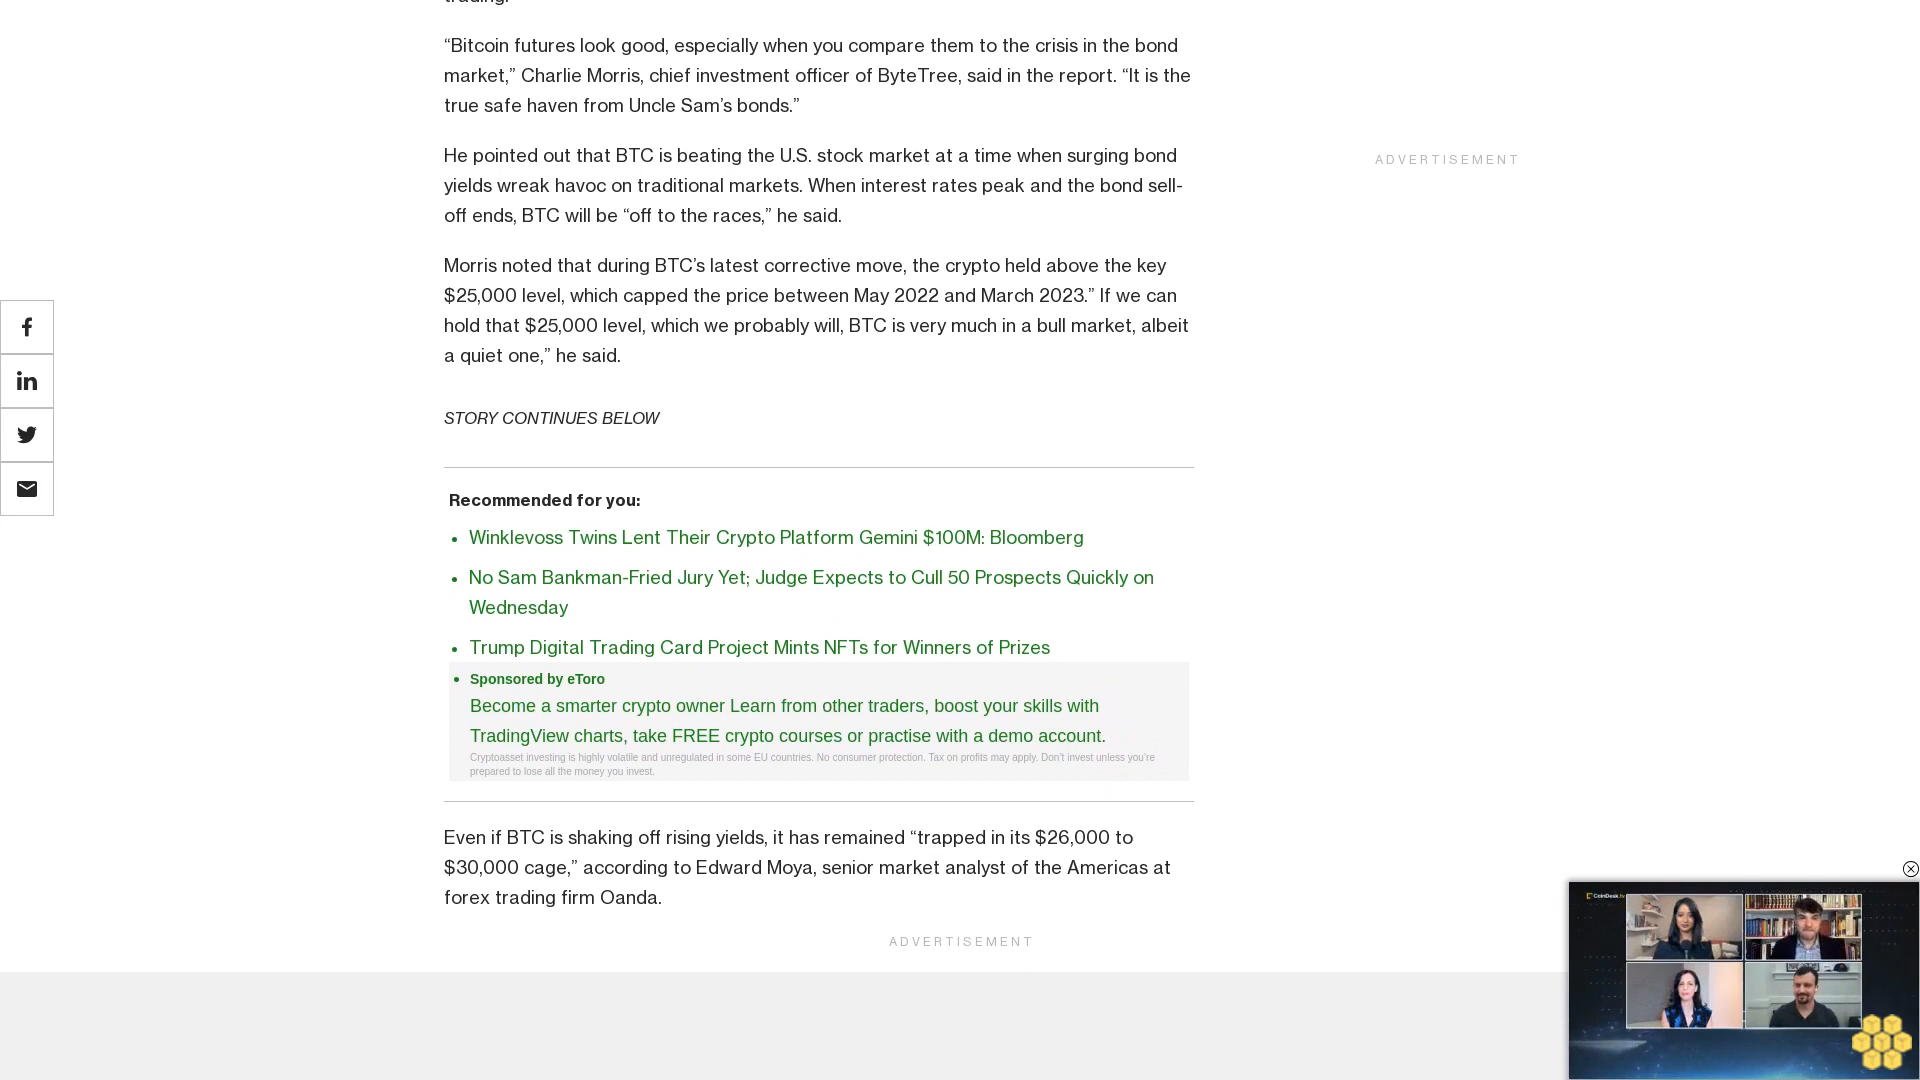 “Bitcoin futures look good, especially when you compare them to the crisis in the bond
market,” Charlie Morris, chief investment officer of ByteTree, said in the report. “It is the
true safe haven from Uncle Sam’s bonds.”
He pointed out that BTC is beating the U.S. stock market at a time when surging bond
yields wreak havoc on traditional markets. When interest rates peak and the bond sell-
off ends, BTC will be “off to the races,” he said.
Morris noted that during BTC’s latest corrective move, the crypto held above the key
$25,000 level, which capped the price between May 2022 and March 2023.” If we can
hold that $25,000 level, which we probably will, BTC is very much in a bull market, albeit
a quiet one,” he said.
STORY CONTINUES BELOW
Recommended for you:
• Winklevoss Twins Lent Their Crypto Platform Gemini $100M: Bloomberg
• No Sam Bankman-Fried Jury Yet; Judge Expects to Cull 50 Prospects Quickly on
Wednesday
• Trump Digital Trading Card Project Mints NFTs for Winners of Prizes
• Sponsored by eToro
Become a smarter crypto owner Learn from other traders, boost your skills with
TradingView charts, take FREE crypto courses or practise with a demo account.
Cryptoasset investing is highly volatile and unregulated in some EU countries. No consumer protection. Tax on profits may apply. Don’t invest unless you’re
prepared to lose all the money you invest.
Even if BTC is shaking off rising yields, it has remained “trapped in its $26,000 to
$30,000 cage,” according to Edward Moya, senior market analyst of the Americas at
forex trading firm Oanda.
ADVERTISEMENT
ADVERTISEMENT
CoinDesk